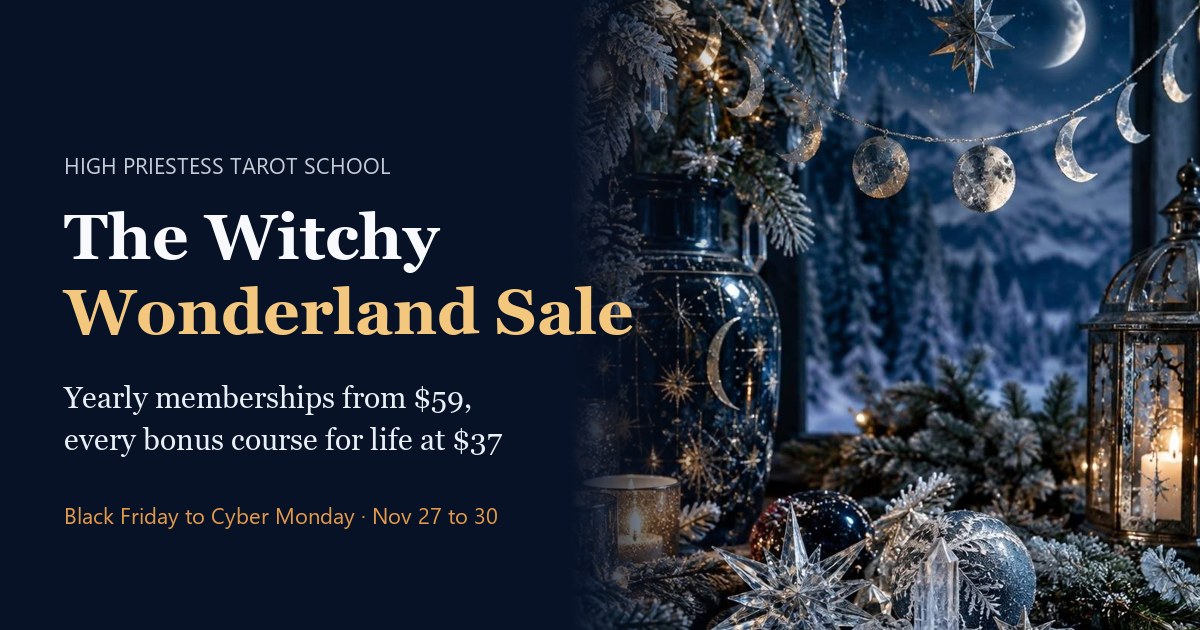 HIGH PRIESTESS TAROT SCHOOL
The Witchy
Wonderland Sale
Yearly memberships from $59,
every bonus course for life at $37
Black Friday to Cyber Monday · Nov 27 to 30